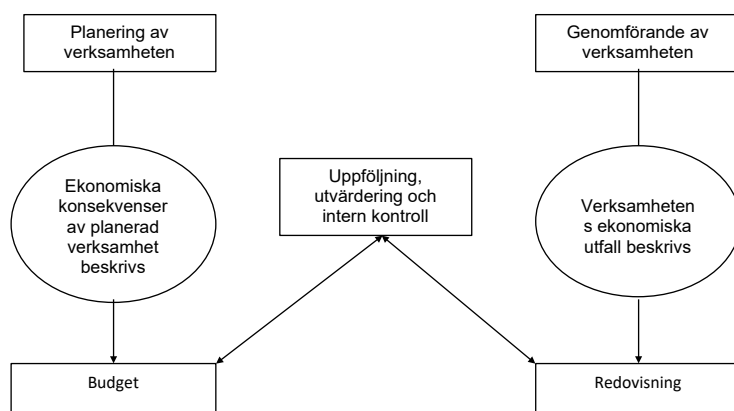 Planering av
verksamheten
Genomförande av
verksamheten
Ekonomiska
konsekvenser
av planerad
verksamhet
beskrivs
Uppföljning,
utvärdering och
intern kontroll
Verksamheten
s ekonomiska
utfall beskrivs
Budget
Redovisning